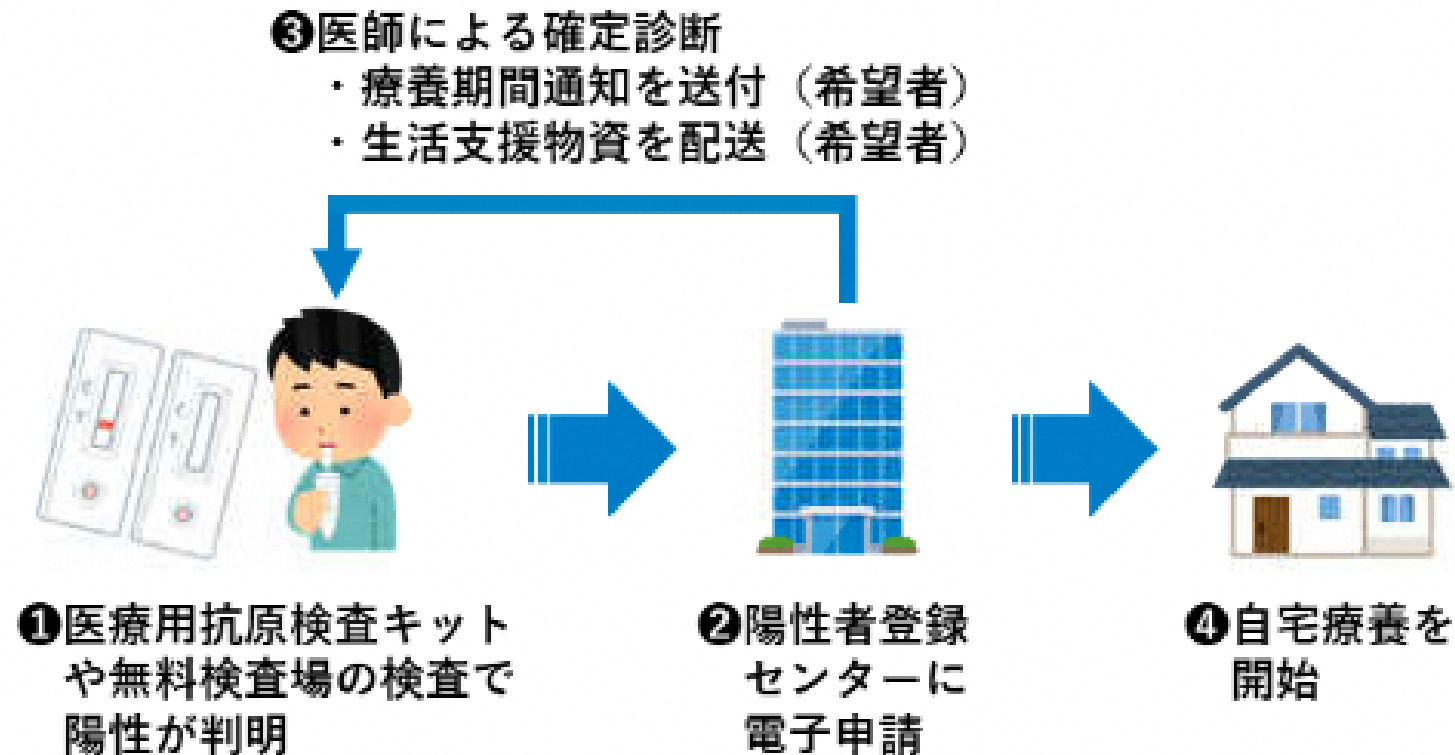 ❸医師による確定診断
・療養期間通知を送付（希望者）
・生活支援物資を配送（希望者）
❶医療用抗原検査キット
や無料検査場の検査で
陽性が判明
❷陽性者登録
センターに
電子申請
❹自宅療養を
開始
C
T
C
T